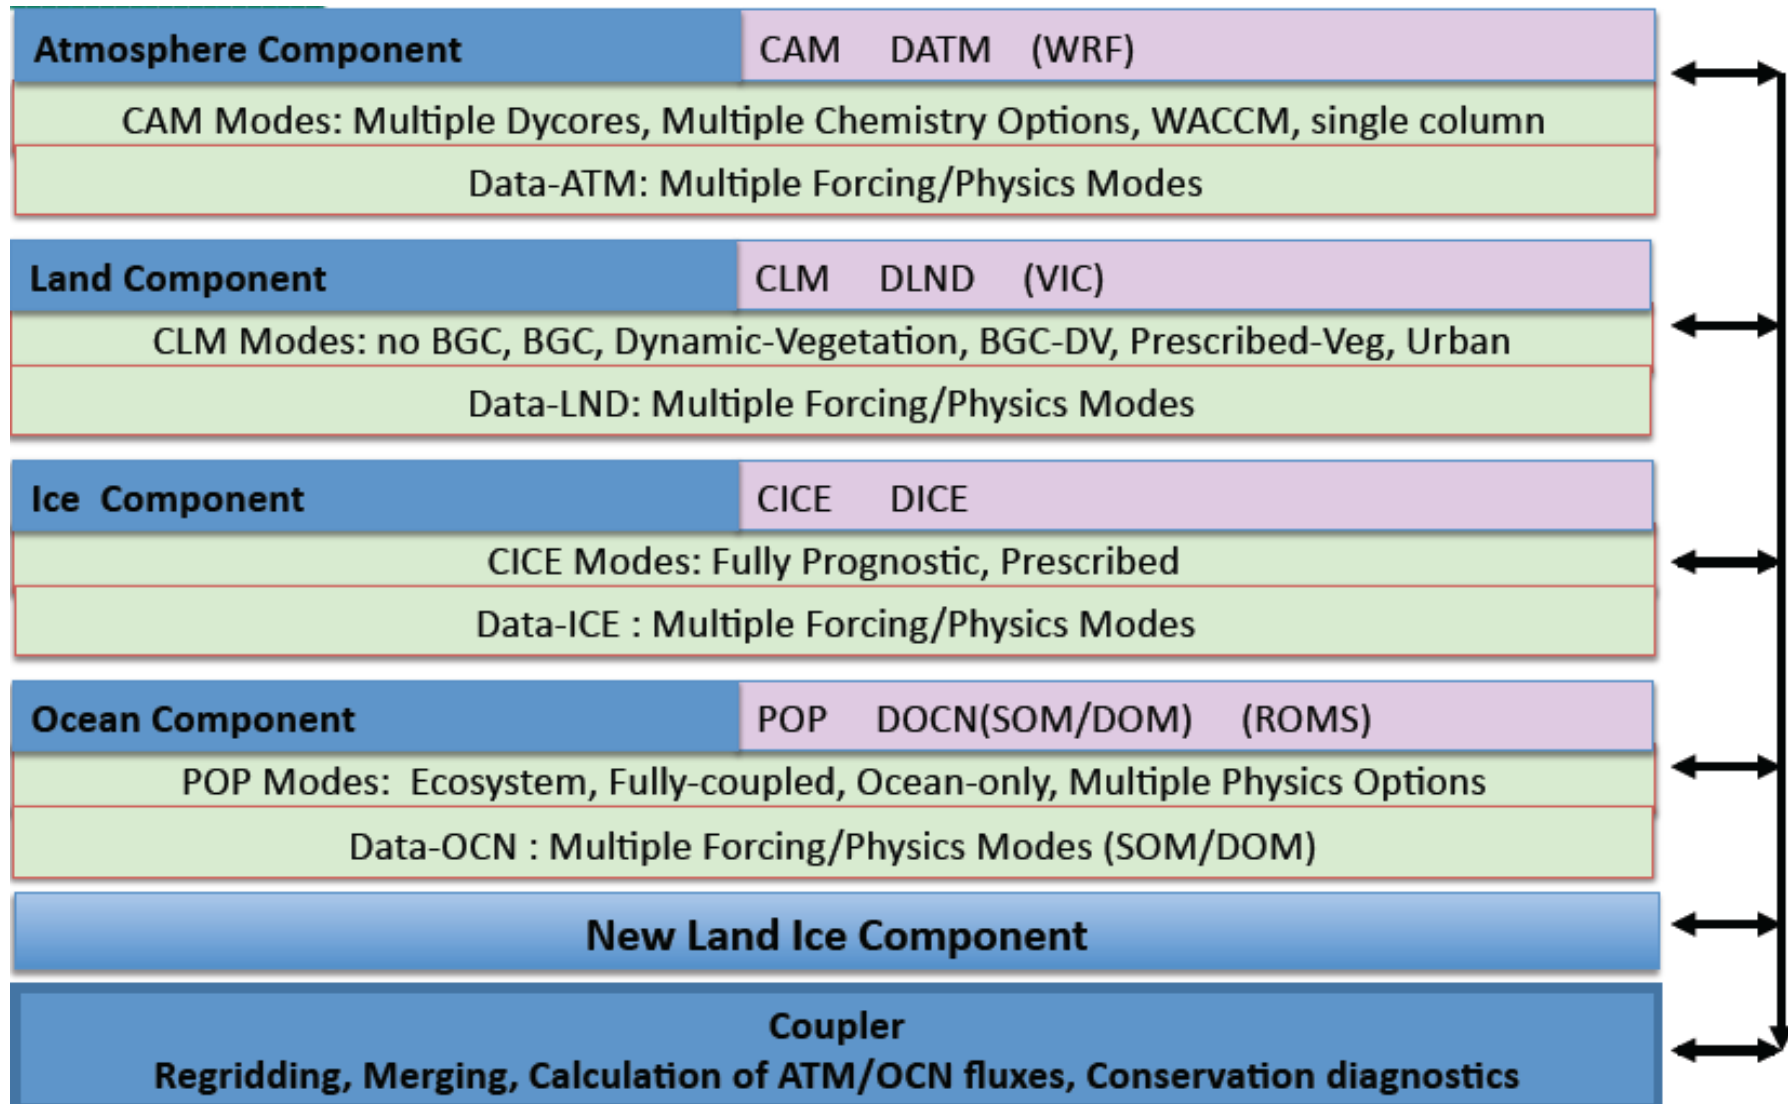 Atmosphere Component CAM DATM (WRF)
CAM Modes: Multiple Dycores, Multiple Chemistry Options, WACCM, single column
Data-ATM: Multiple Forcing/Physics Modes
Land Component CLM DLND (VIC)
CLM Modes: no BGC, BGC, Dynamic-Vegetation, BGC-DV, Prescribed-Veg, Urban
Data-LND: Multiple Forcing/Physics Modes
Ice Component CICE DICE
CICE Modes: Fully Prognostic, Prescribed
Data-ICE : Multiple Forcing/Physics Modes
Ocean Component POP DOCN(SOM/DOM) (ROMS)
POP Modes: Ecosystem, Fully-coupled, Ocean-only, Multiple Physics Options
Data-OCN : Multiple Forcing/Physics Modes (SOM/DOM)
New Land Ice Component
Coupler
Regridding, Merging, Calculation of ATM/OCN fluxes, Conservation diagnostics